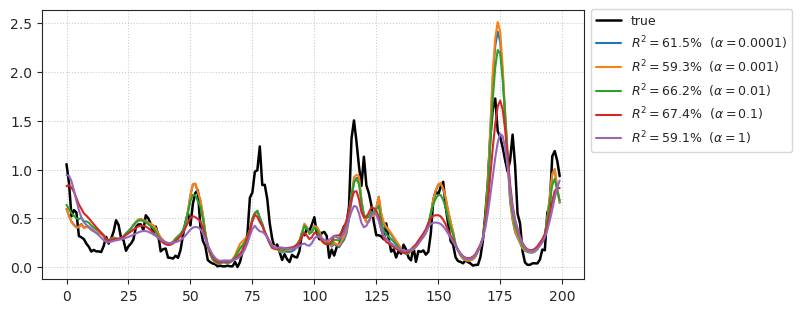 2.5
2.0
1.5
1.0
0.5
0.0
0 25 50 75 100 125 150 175 200
true
R² = 61.5% (α = 0.0001)
R² = 59.3% (α = 0.001)
R² = 66.2% (α = 0.01)
R² = 67.4% (α = 0.1)
R² = 59.1% (α = 1)